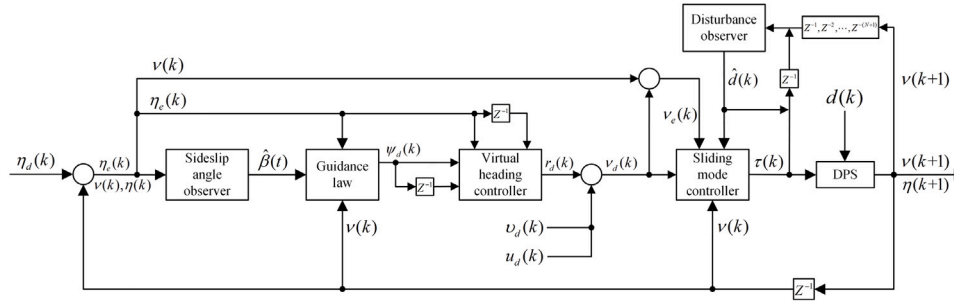 Disturbance observer
Z⁻¹, Z⁻², ⋯, Z⁻⁽ᴺ⁺¹⁾
ν(k)
d̂(k)
Z⁻¹
ν(k+1)
η_e(k)
Z⁻¹
ν_e(k)
d(k)
η_d(k)
η_e(k)
ν(k),η(k)
Sideslip angle observer
β̂(t)
Guidance law
ψ_d(k)
Z⁻¹
Virtual heading controller
r_d(k)
ν_d(k)
Sliding mode controller
τ(k)
DPS
ν(k+1)
η(k+1)
ν(k)
υ_d(k)
u_d(k)
ν(k)
Z⁻¹